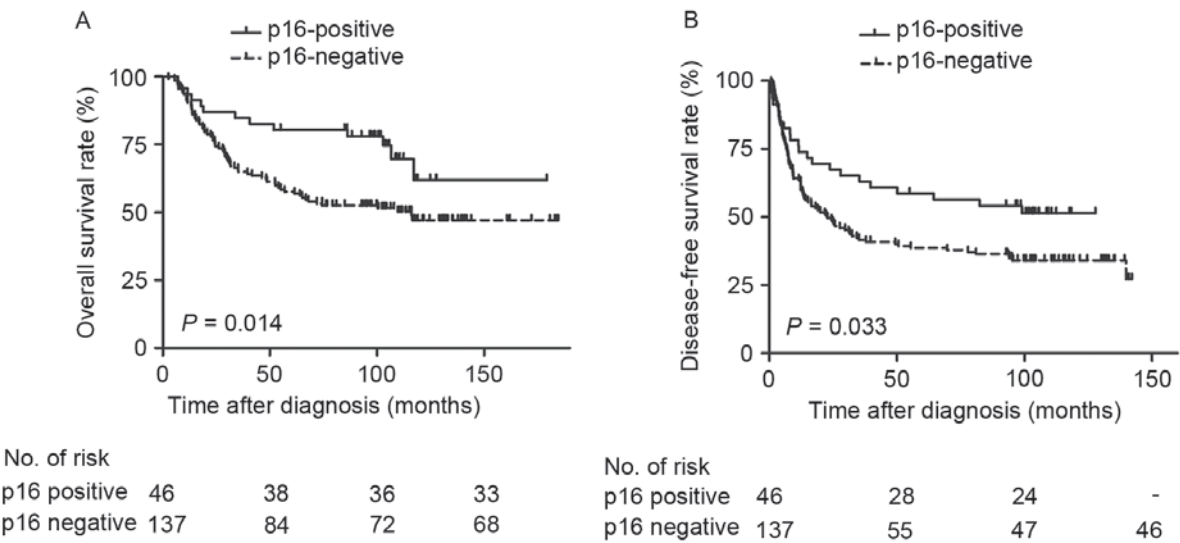 A
p16-positive
p16-negative
Overall survival rate (%)
100
75
50
25
0
P = 0.014
0 50 100 150
Time after diagnosis (months)
No. of risk
p16 positive 46 38 36 33
p16 negative 137 84 72 68
B
p16-positive
p16-negative
Disease-free survival rate (%)
100
75
50
25
0
P = 0.033
0 50 100 150
Time after diagnosis (months)
No. of risk
p16 positive 46 28 24 -
p16 negative 137 55 47 46